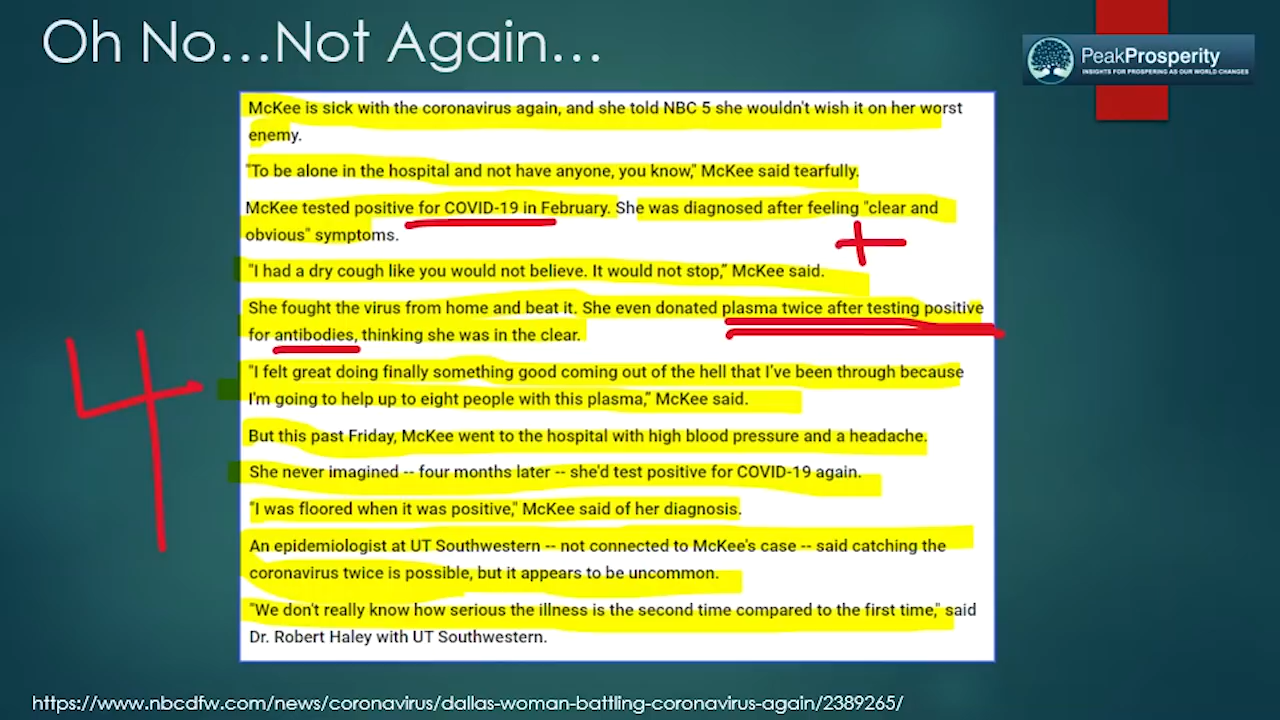 Oh No…Not Again…
PeakProsperity
INSIGHTS FOR PROSPERING AS OUR WORLD CHANGES
McKee is sick with the coronavirus again, and she told NBC 5 she wouldn't wish it on her worst
enemy.
"To be alone in the hospital and not have anyone, you know," McKee said tearfully.
McKee tested positive for COVID-19 in February. She was diagnosed after feeling "clear and
obvious" symptoms.
+
"I had a dry cough like you would not believe. It would not stop," McKee said.
She fought the virus from home and beat it. She even donated plasma twice after testing positive
for antibodies, thinking she was in the clear.
4
"I felt great doing finally something good coming out of the hell that I've been through because
I'm going to help up to eight people with this plasma," McKee said.
But this past Friday, McKee went to the hospital with high blood pressure and a headache.
She never imagined -- four months later -- she'd test positive for COVID-19 again.
"I was floored when it was positive," McKee said of her diagnosis.
An epidemiologist at UT Southwestern -- not connected to McKee's case -- said catching the
coronavirus twice is possible, but it appears to be uncommon.
"We don't really know how serious the illness is the second time compared to the first time," said
Dr. Robert Haley with UT Southwestern.
https://www.nbcdfw.com/news/coronavirus/dallas-woman-battling-coronavirus-again/2389265/